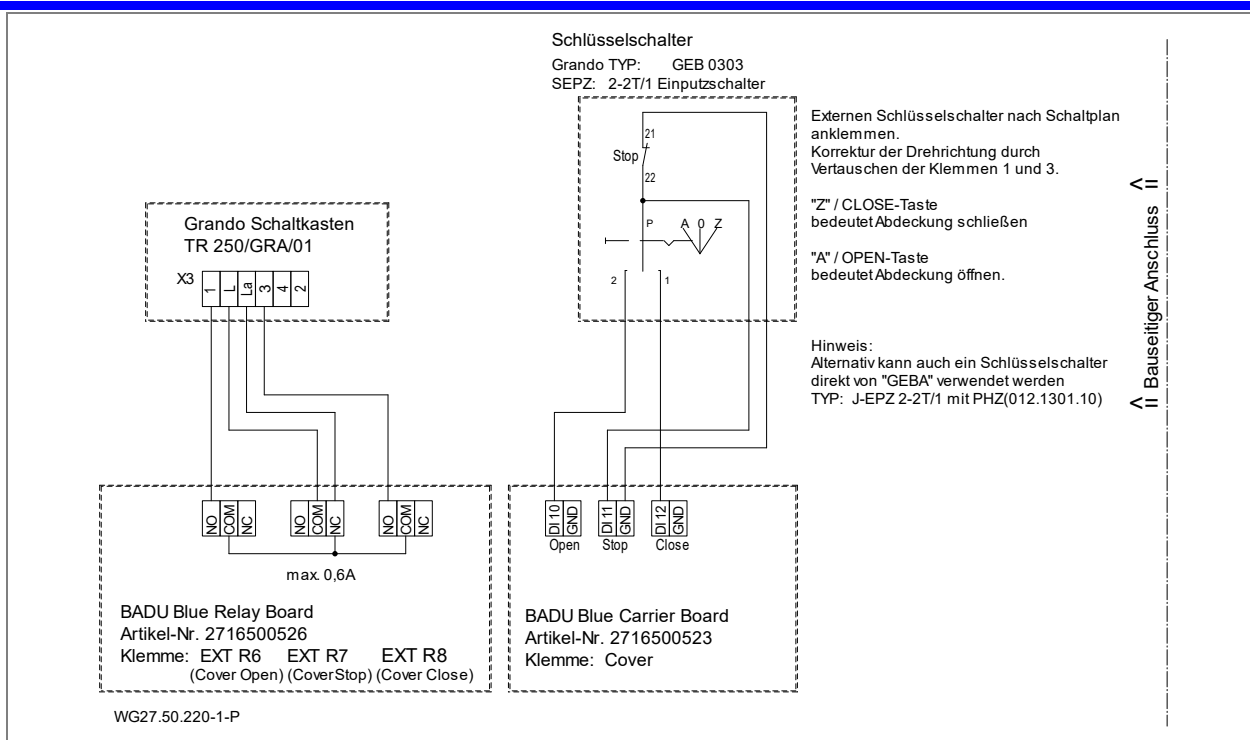 Schlüsselschalter
Grando TYP: GEB 0303
SEPZ: 2-2T/1 Einputzschalter
21
Stop
22
P
A 0 Z
2
1
Externen Schlüsselschalter nach Schaltplan
anklemmen.
Korrektur der Drehrichtung durch
Vertauschen der Klemmen 1 und 3.
"Z" / CLOSE-Taste
bedeutet Abdeckung schließen
"A" / OPEN-Taste
bedeutet Abdeckung öffnen.
Hinweis:
Alternativ kann auch ein Schlüsselschalter
direkt von "GEBA" verwendet werden
TYP: J-EPZ 2-2T/1 mit PHZ(012.1301.10)
<= Bauseitiger Anschluss <=
Grando Schaltkasten
TR 250/GRA/01
X3
1 L La 3 4 2
NO COM NC
NO COM NC
NO COM NC
max. 0,6A
BADU Blue Relay Board
Artikel-Nr. 2716500526
Klemme: EXT R6 EXT R7 EXT R8
(Cover Open) (Cover Stop) (Cover Close)
DI 10 GND
DI 11 GND
DI 12 GND
Open Stop Close
BADU Blue Carrier Board
Artikel-Nr. 2716500523
Klemme: Cover
WG27.50.220-1-P